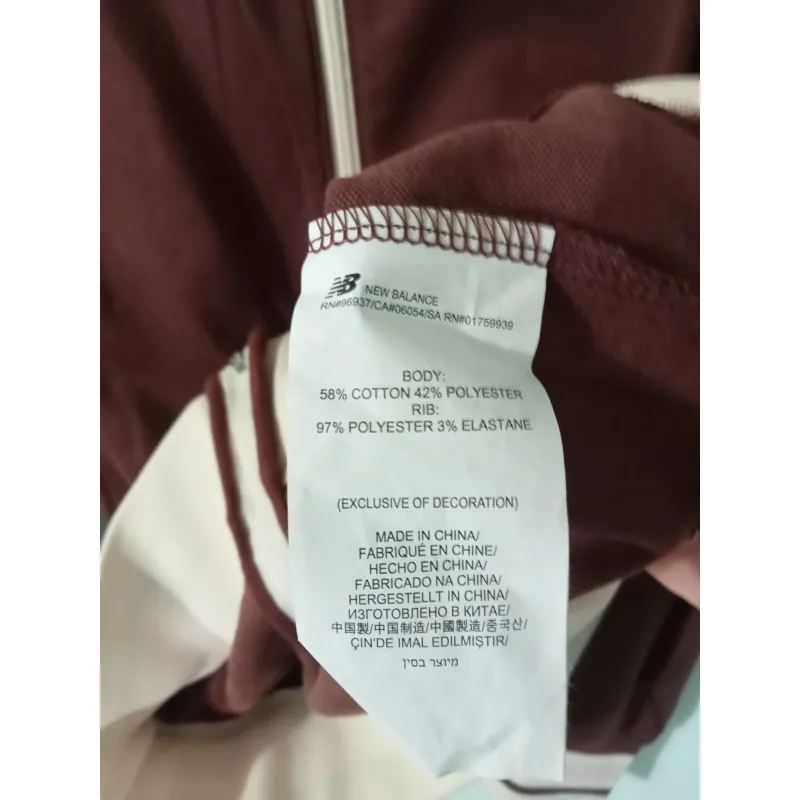 NB NEW BALANCE
RN#96937/CA#06054/SA RN#01759939
BODY:
58% COTTON 42% POLYESTER
RIB:
97% POLYESTER 3% ELASTANE
(EXCLUSIVE OF DECORATION)
MADE IN CHINA/
FABRIQUÉ EN CHINE/
HECHO EN CHINA/
FABRICADO NA CHINA/
HERGESTELLT IN CHINA/
ИЗГОТОВЛЕНО В КИТАЕ/
中国製/中国制造/中國製造/중국산/
ÇIN'DE IMAL EDILMIŞTIR/
מיוצר בסין